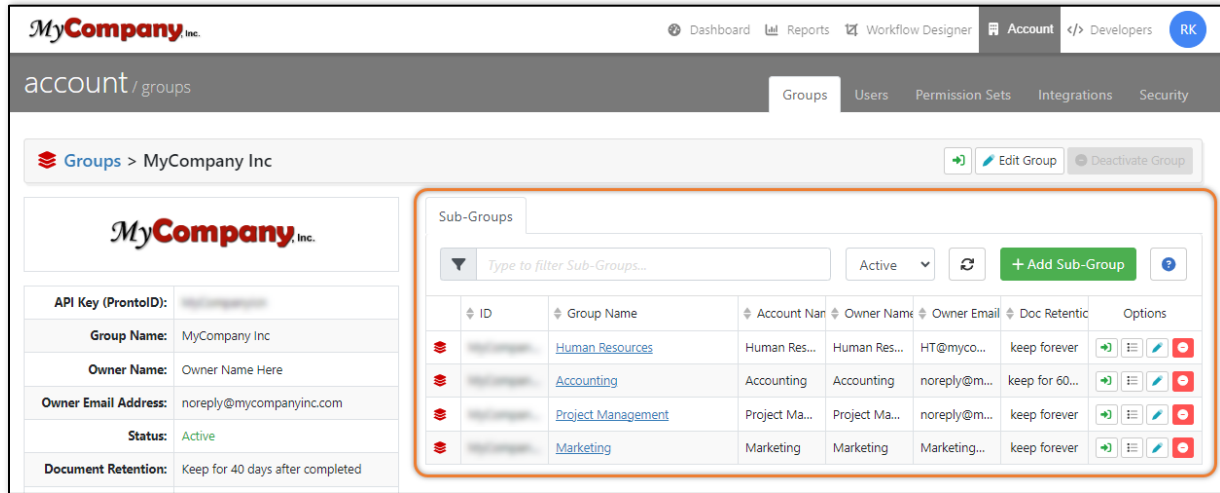 MyCompany, Inc.
Dashboard Reports Workflow Designer Account </> Developers RK
account / groups
Groups Users Permission Sets Integrations Security
Groups > MyCompany Inc
Edit Group Deactivate Group
MyCompany, Inc.
API Key (ProntoID):
Group Name: MyCompany Inc
Owner Name: Owner Name Here
Owner Email Address: noreply@mycompanyinc.com
Status: Active
Document Retention: Keep for 40 days after completed
Sub-Groups
Type to filter Sub-Groups... Active + Add Sub-Group ?
ID Group Name Account Nam Owner Name Owner Email Doc Retentic Options
Human Resources Human Res... Human Res... HT@myco... keep forever
Accounting Accounting Accounting noreply@m... keep for 60...
Project Management Project Ma... Project Ma... noreply@m... keep forever
Marketing Marketing Marketing Marketing... keep forever